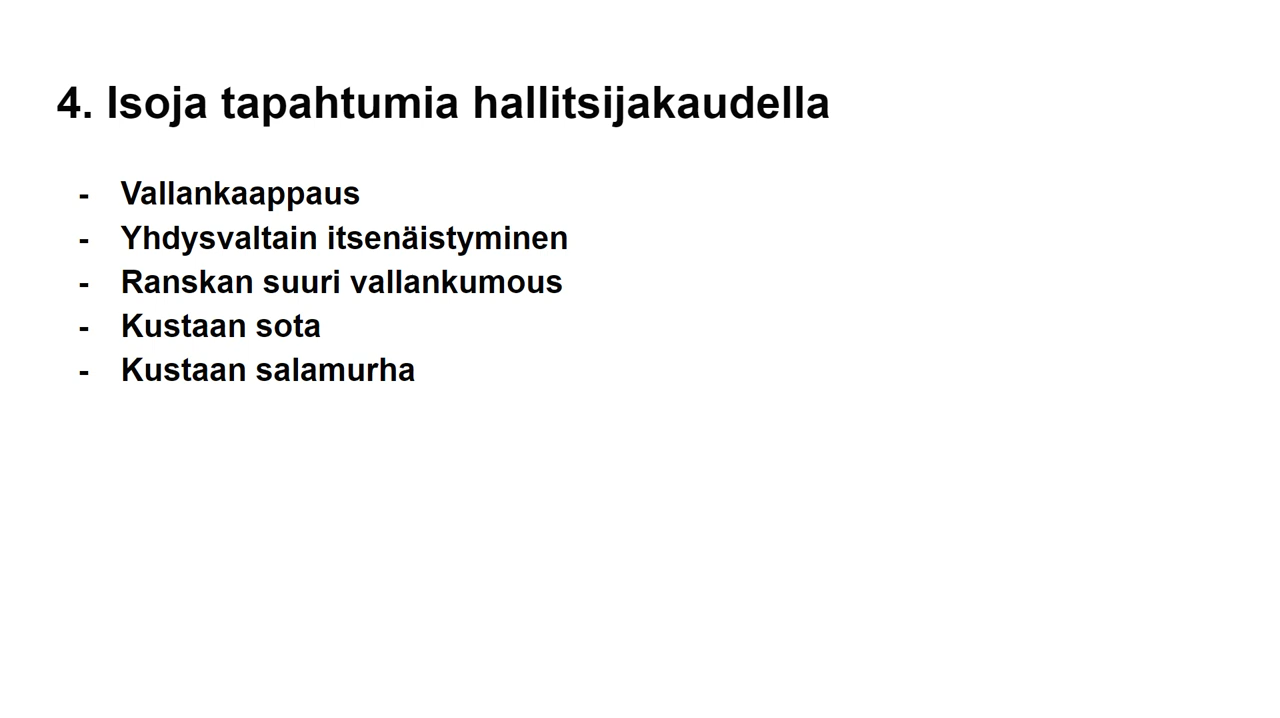 4. Isoja tapahtumia hallitsijakaudella
- Vallankaappaus
- Yhdysvaltain itsenäistyminen
- Ranskan suuri vallankumous
- Kustaan sota
- Kustaan salamurha